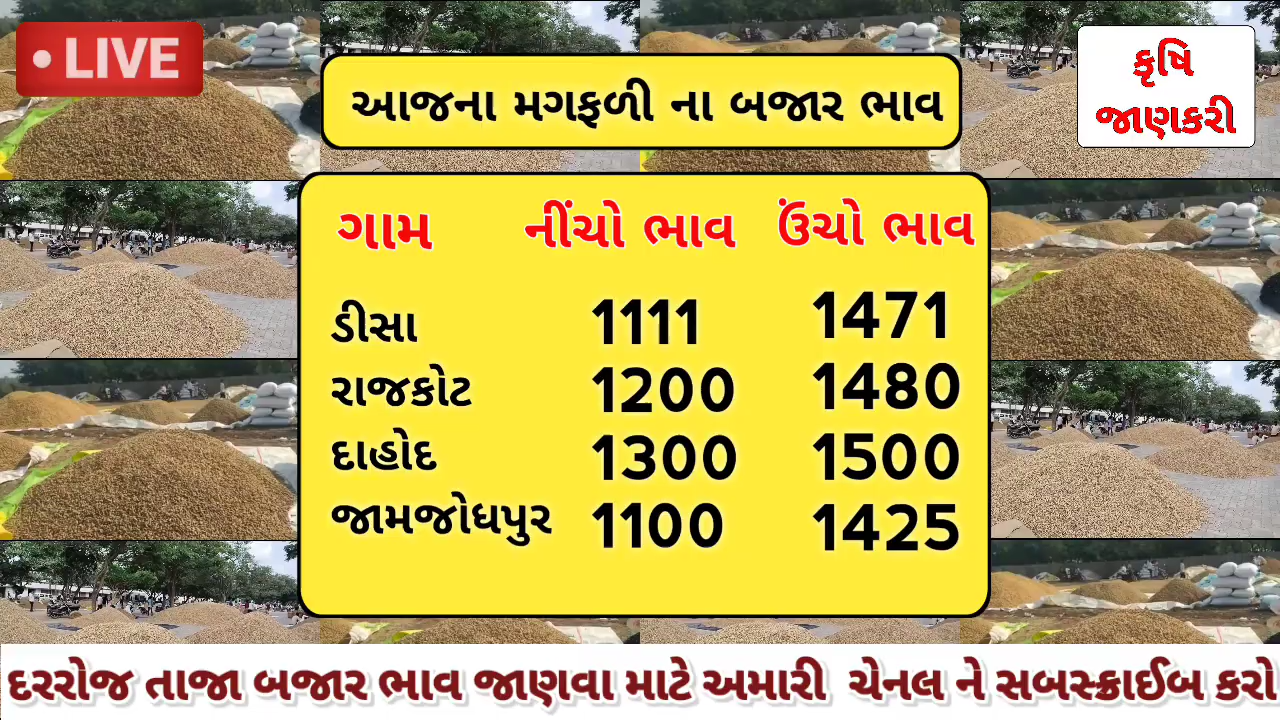 • LIVE
આજના મગફળી ના બજાર ભાવ
કૃષિ
જાણકરી
ગામ નીંચો ભાવ ઉંચો ભાવ
ડીસા 1111 1471
રાજકોટ 1200 1480
દાહોદ 1300 1500
જામજોધપુર 1100 1425
દરરોજ તાજા બજાર ભાવ જાણવા માટે અમારી ચેનલ ને સબસ્ક્રાઈબ કરો